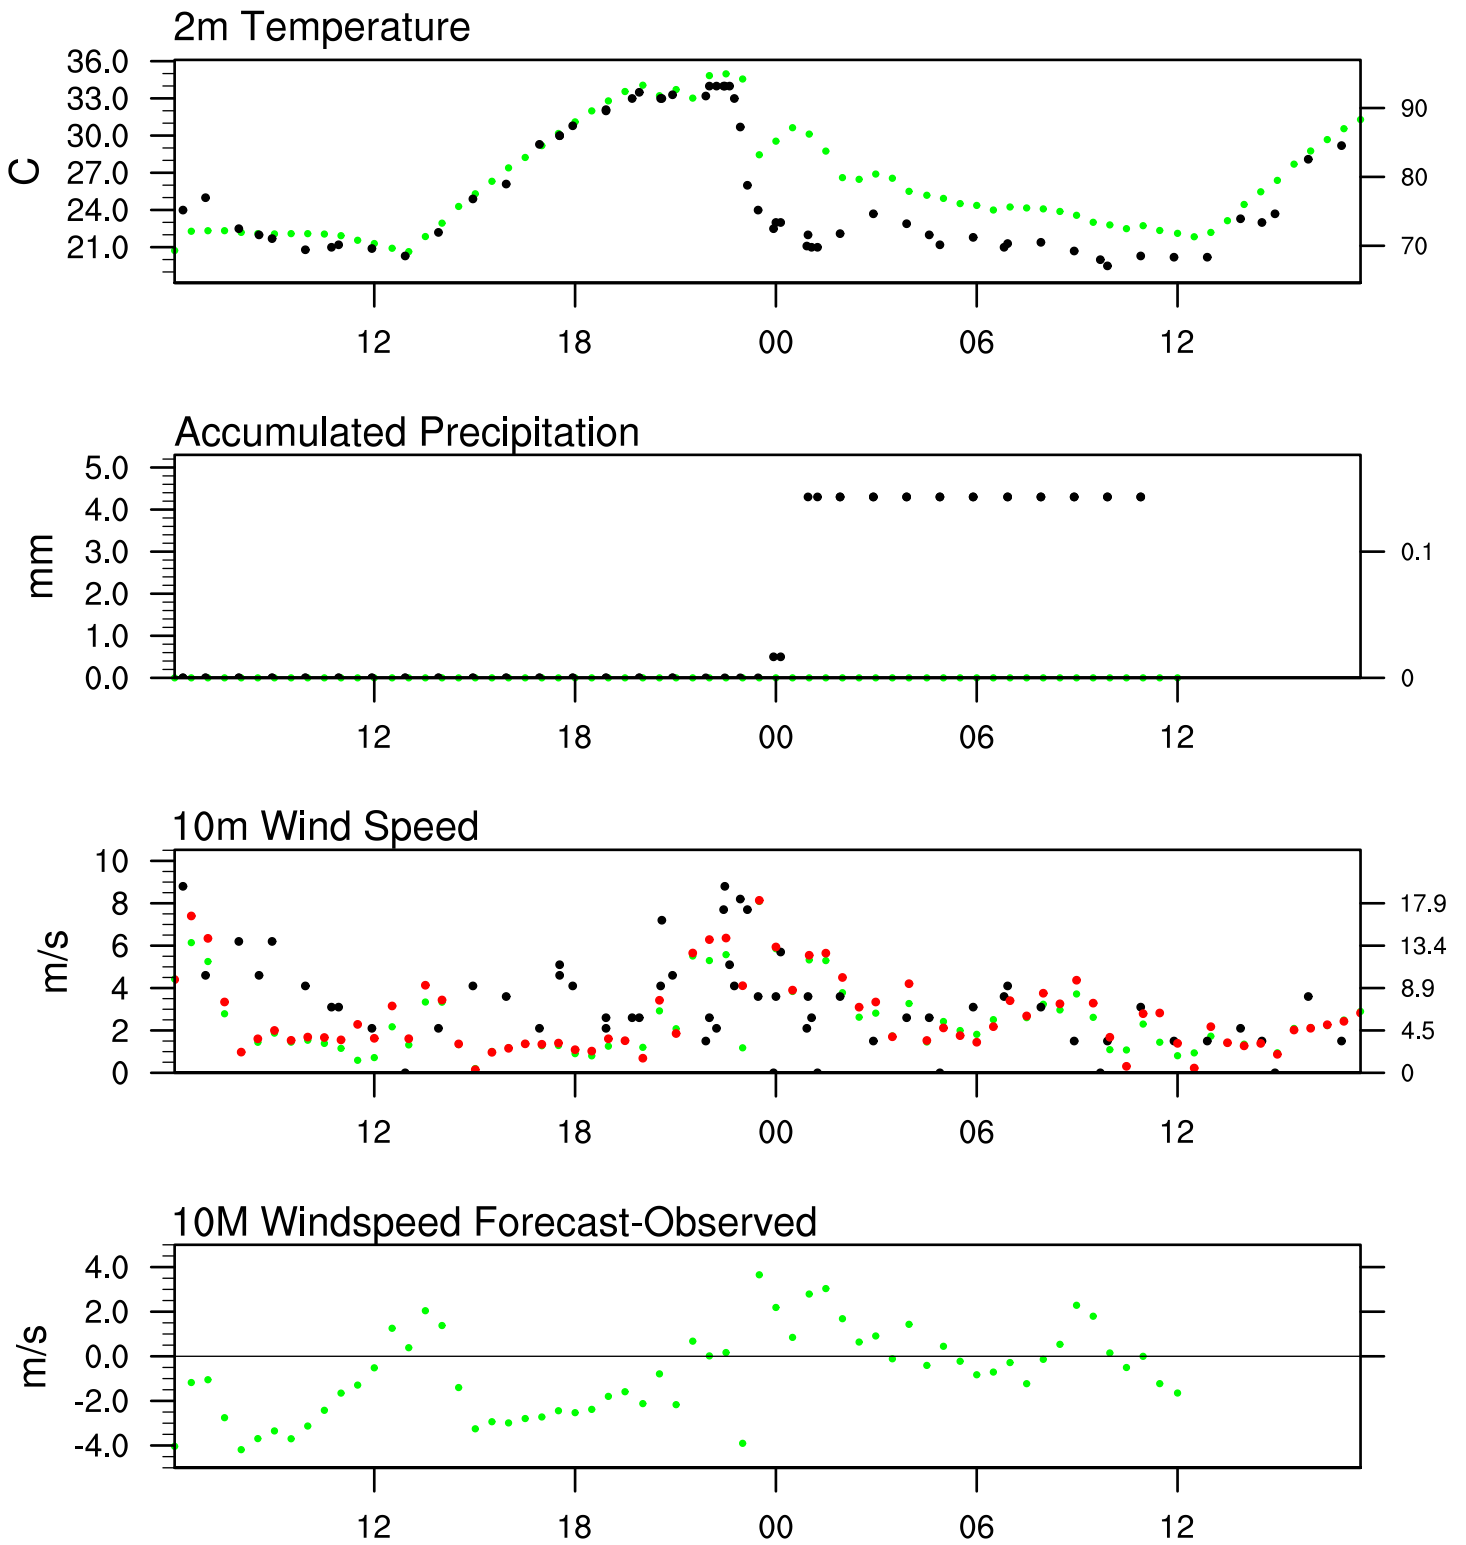 2m Temperature
36.0
33.0
30.0
27.0
24.0
21.0
C
90
80
70
12 18 00 06 12
Accumulated Precipitation
5.0
4.0
3.0
2.0
1.0
0.0
mm
0.1
0
12 18 00 06 12
10m Wind Speed
10
8
6
4
2
0
m/s
17.9
13.4
8.9
4.5
0
12 18 00 06 12
10M Windspeed Forecast-Observed
4.0
2.0
0.0
-2.0
-4.0
m/s
12 18 00 06 12